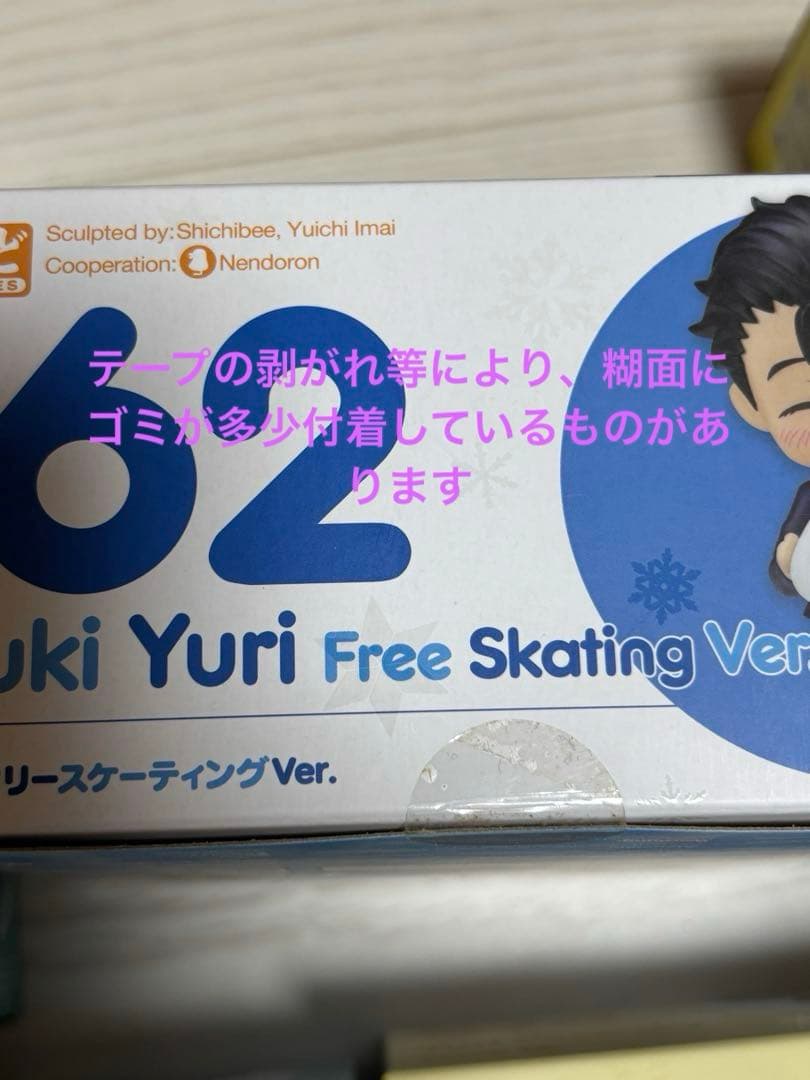 ど
ES
Sculpted by: Shichibee, Yuichi Imai
Cooperation: Nendoron
62
テープの剥がれ等により、糊面に
ゴミが多少付着しているものがあ
ります
uki Yuri Free Skating Ver.
リースケーティングVer.